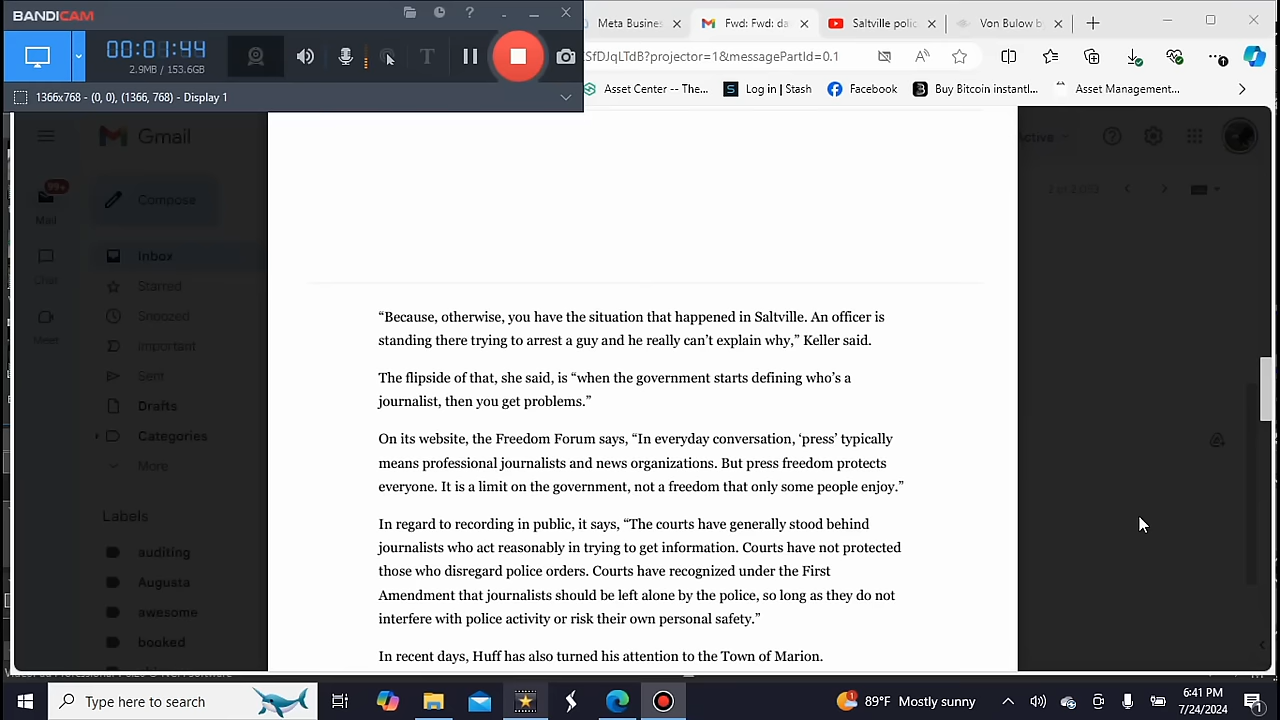 BANDICAM
00:01:44
2.9MB / 153.6GB
1366x768 - (0, 0), (1366, 768) - Display 1
Meta Busines
Fwd: Fwd: da
Saltville polic
Von Bulow b
SfDJqLTdB?projector=1&messagePartId=0.1
Asset Center -- The...
Log in | Stash
Facebook
Buy Bitcoin instantl...
Asset Management...
Gmail
99+
Mail
Chat
Meet
Compose
Inbox
Starred
Snoozed
Important
Sent
Drafts
Categories
More
Labels
auditing
Augusta
awesome
booked
“Because, otherwise, you have the situation that happened in Saltville. An officer is
standing there trying to arrest a guy and he really can’t explain why,” Keller said.
The flipside of that, she said, is “when the government starts defining who’s a
journalist, then you get problems.”
On its website, the Freedom Forum says, “In everyday conversation, ‘press’ typically
means professional journalists and news organizations. But press freedom protects
everyone. It is a limit on the government, not a freedom that only some people enjoy.”
In regard to recording in public, it says, “The courts have generally stood behind
journalists who act reasonably in trying to get information. Courts have not protected
those who disregard police orders. Courts have recognized under the First
Amendment that journalists should be left alone by the police, so long as they do not
interfere with police activity or risk their own personal safety.”
In recent days, Huff has also turned his attention to the Town of Marion.
Type here to search
89°F Mostly sunny
6:41 PM
7/24/2024